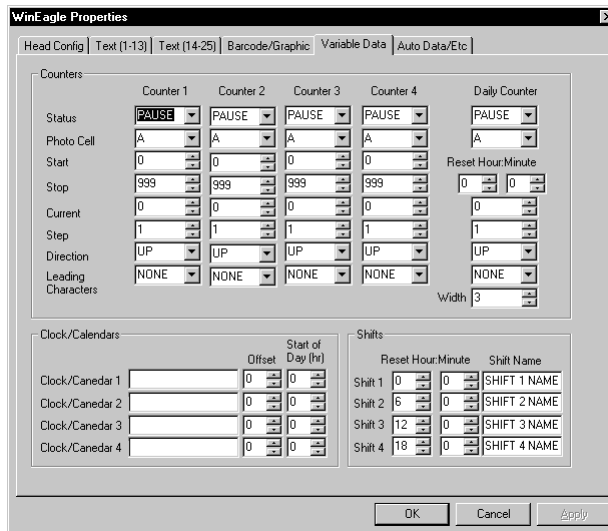 WinEagle Properties
Head Config Text (1-13) Text (14-25) Barcode/Graphic Variable Data Auto Data/Etc
Counters
Counter 1 Counter 2 Counter 3 Counter 4 Daily Counter
Status PAUSE PAUSE PAUSE PAUSE PAUSE
Photo Cell A A A A A
Start 0 0 0 0 Reset Hour:Minute
Stop 999 999 999 999 0 0
Current 0 0 0 0 0
Step 1 1 1 1 1
Direction UP UP UP UP UP
Leading Characters NONE NONE NONE NONE NONE
Width 3
Clock/Calendars
Offset Start of Day (hr)
Clock/Canedar 1 0 0
Clock/Canedar 2 0 0
Clock/Canedar 3 0 0
Clock/Canedar 4 0 0
Shifts
Reset Hour:Minute Shift Name
Shift 1 0 0 SHIFT 1 NAME
Shift 2 6 0 SHIFT 2 NAME
Shift 3 12 0 SHIFT 3 NAME
Shift 4 18 0 SHIFT 4 NAME
OK Cancel Apply